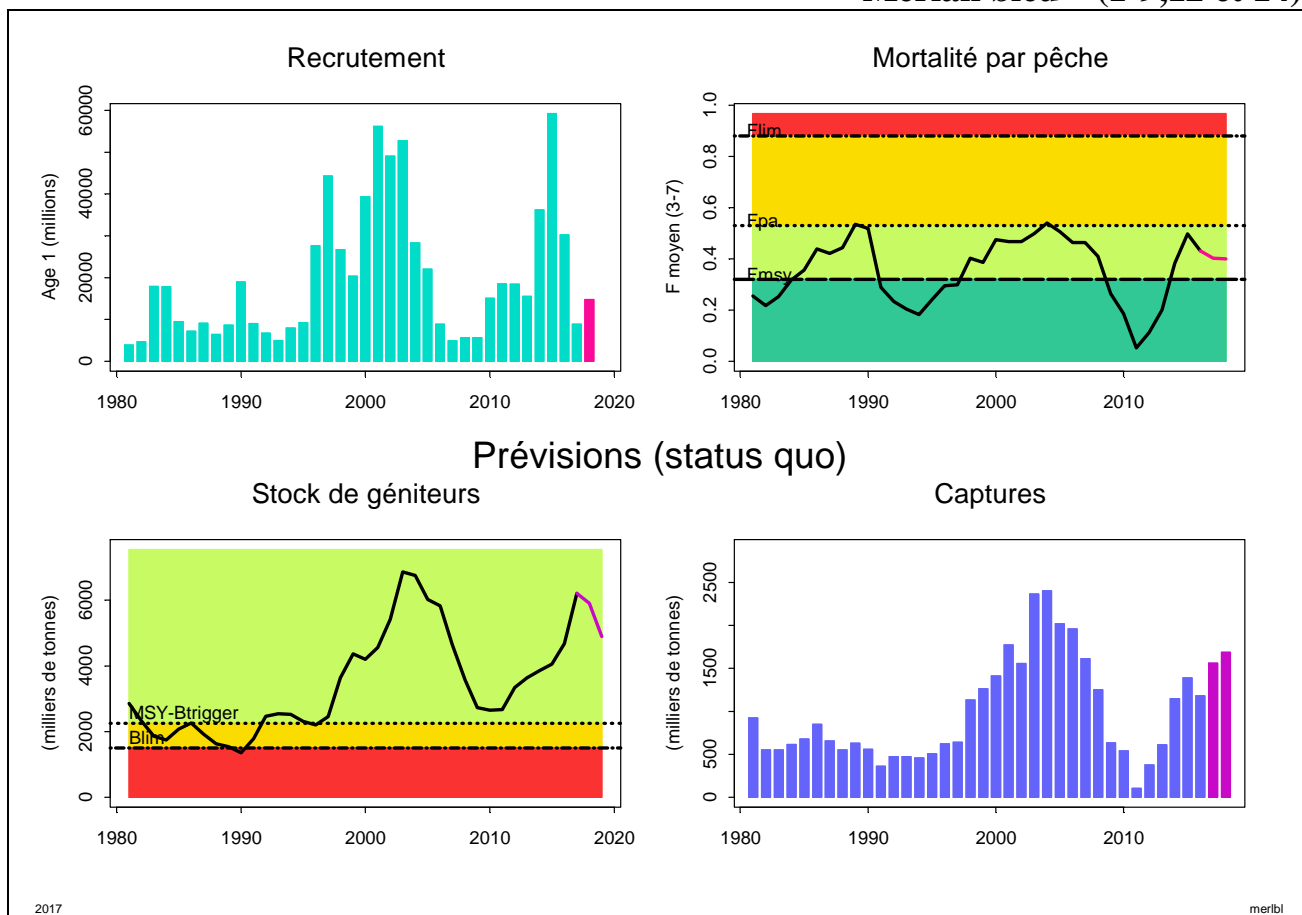 Recrutement
Age 1 (millions)
0 20000 40000 60000
1980 1990 2000 2010 2020
Mortalité par pêche
F moyen (3-7)
0.0 0.2 0.4 0.6 0.8 1.0
Flim
Fpa
Fmsy
1980 1990 2000 2010
Prévisions (status quo)
Stock de géniteurs
(milliers de tonnes)
0 2000 4000 6000
MSY-Btrigger
Blim
1980 1990 2000 2010 2020
Captures
(milliers de tonnes)
0 500 1500 2500
1980 1990 2000 2010
2017
merlbl